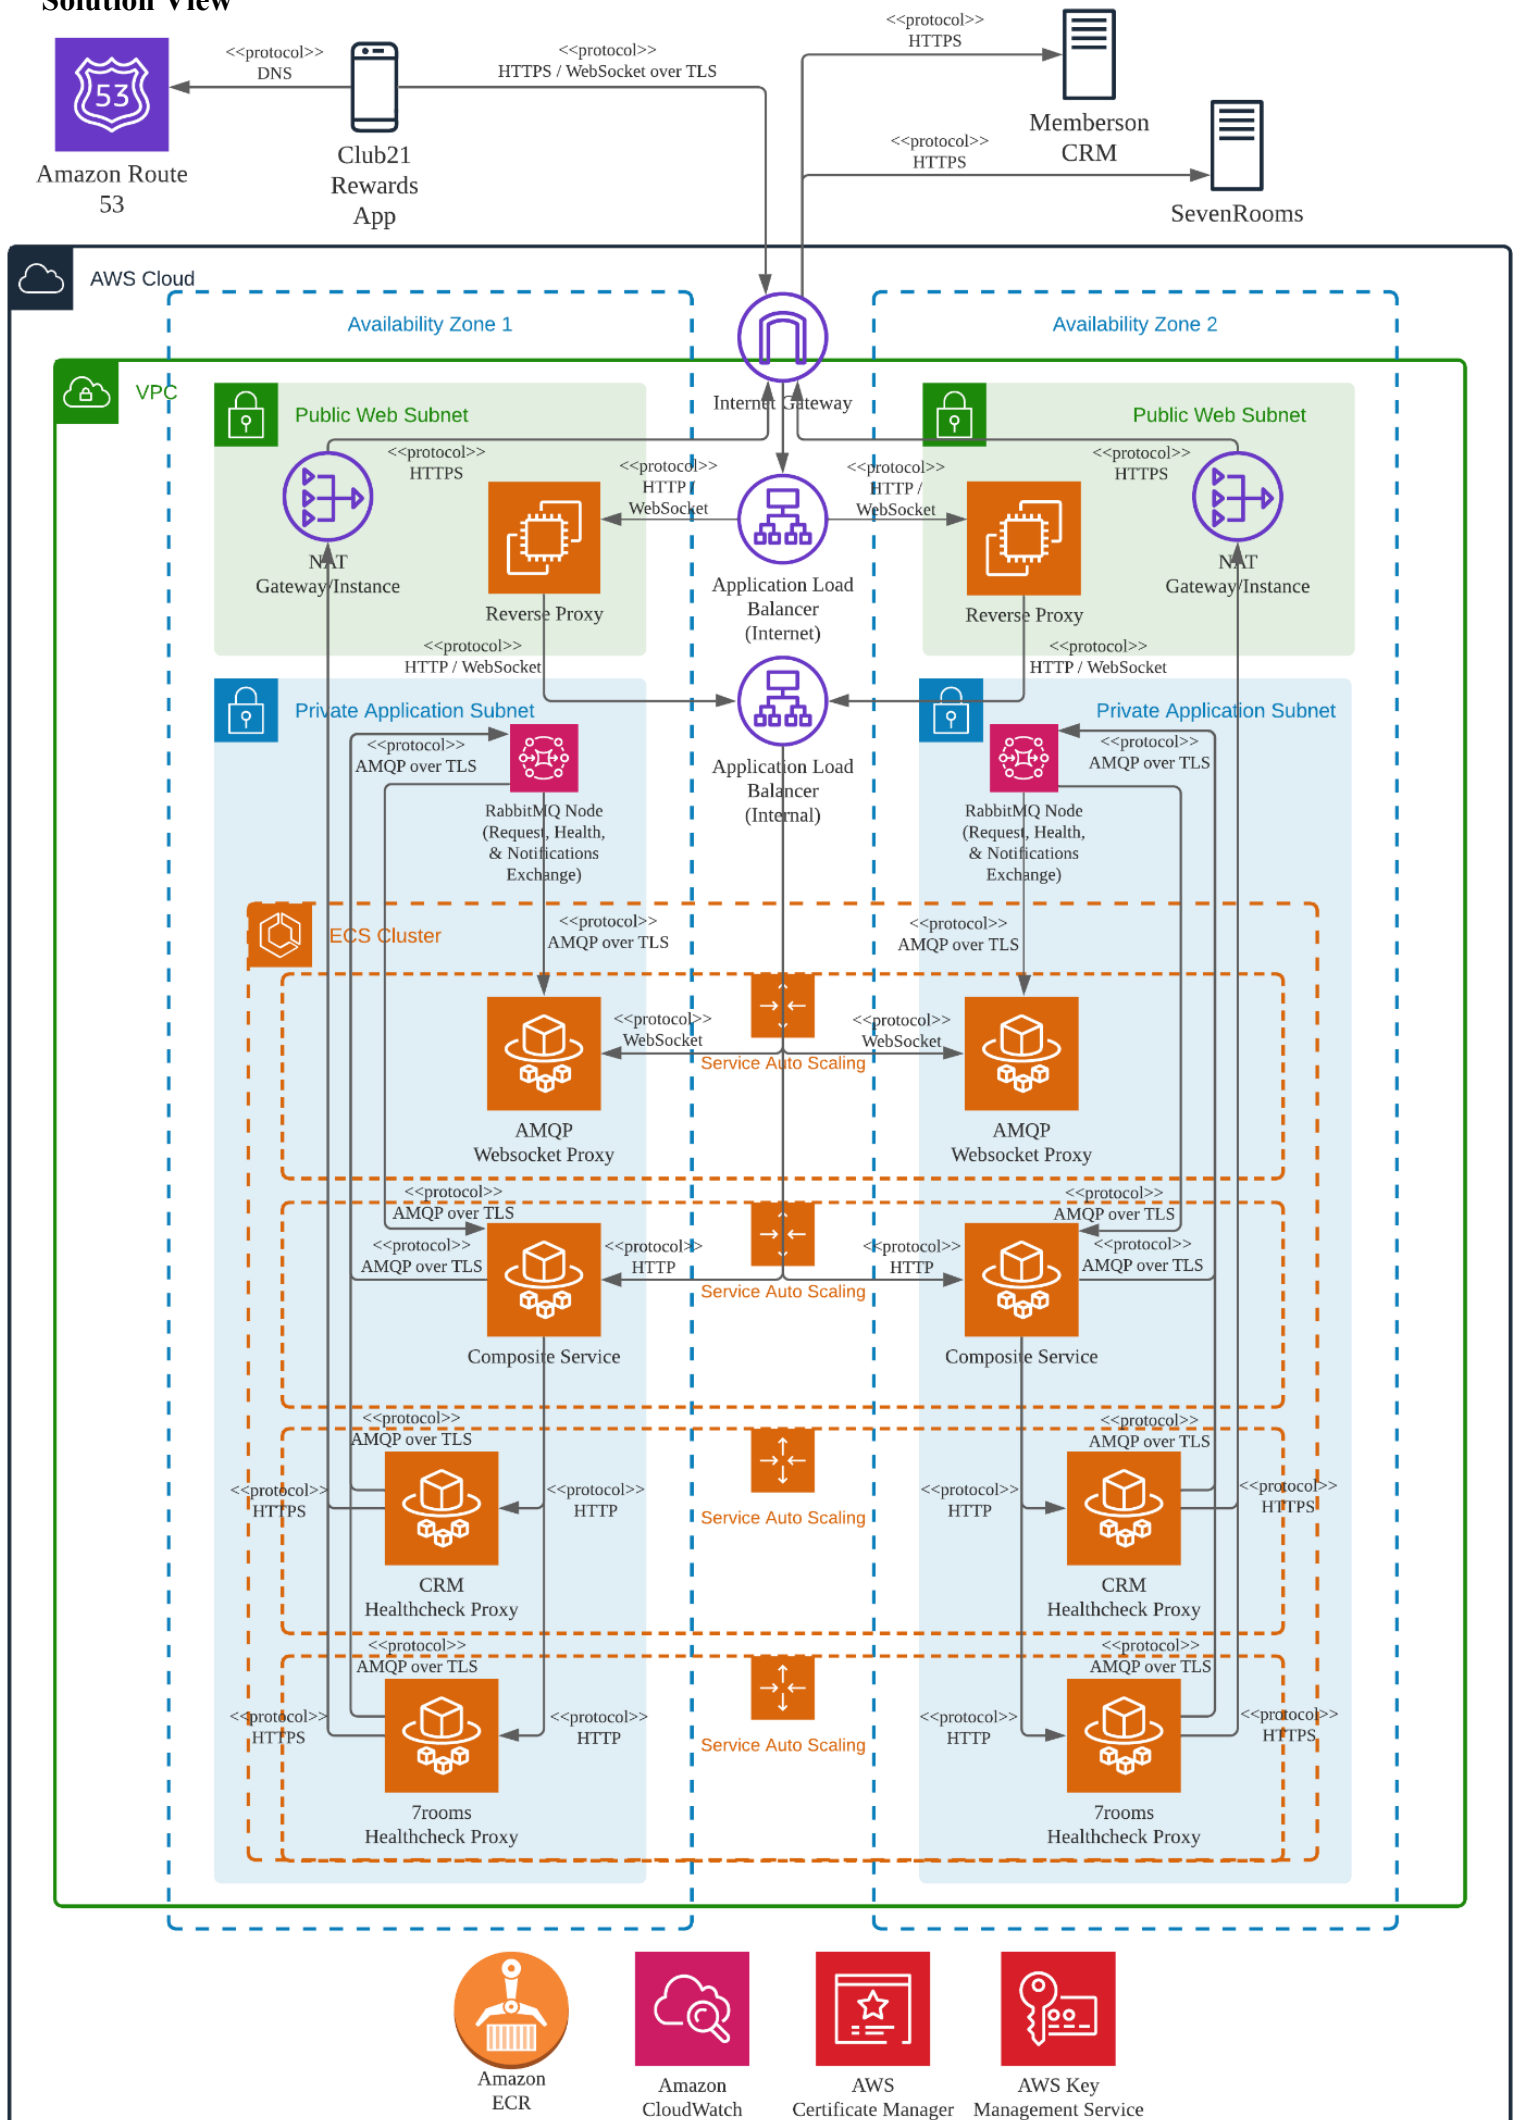 Solution View
<<protocol>>
HTTPS
<<protocol>>
DNS
<<protocol>>
HTTPS / WebSocket over TLS
53
Amazon Route
53
Club21
Rewards
App
Memberson
CRM
<<protocol>>
HTTPS
SevenRooms
AWS Cloud
Availability Zone 1
Availability Zone 2
VPC
Internet Gateway
Public Web Subnet
Public Web Subnet
<<protocol>>
HTTPS
<<protocol>>
HTTP /
WebSocket
<<protocol>>
HTTP /
WebSocket
<<protocol>>
HTTPS
NAT
Gateway/Instance
Reverse Proxy
Application Load
Balancer
(Internet)
Reverse Proxy
NAT
Gateway/Instance
<<protocol>>
HTTP / WebSocket
<<protocol>>
HTTP / WebSocket
Private Application Subnet
Private Application Subnet
<<protocol>>
AMQP over TLS
<<protocol>>
AMQP over TLS
Application Load
Balancer
(Internal)
RabbitMQ Node
(Request, Health,
& Notifications
Exchange)
RabbitMQ Node
(Request, Health,
& Notifications
Exchange)
ECS Cluster
<<protocol>>
AMQP over TLS
<<protocol>>
AMQP over TLS
<<protocol>>
WebSocket
<<protocol>>
WebSocket
Service Auto Scaling
AMQP
Websocket Proxy
AMQP
Websocket Proxy
<<protocol>>
AMQP over TLS
<<protocol>>
AMQP over TLS
<<protocol>>
AMQP over TLS
<<protocol>>
HTTP
<<protocol>>
HTTP
<<protocol>>
AMQP over TLS
Service Auto Scaling
Composite Service
Composite Service
<<protocol>>
AMQP over TLS
<<protocol>>
AMQP over TLS
<<protocol>>
HTTPS
<<protocol>>
HTTP
Service Auto Scaling
<<protocol>>
HTTP
<<protocol>>
HTTPS
CRM
Healthcheck Proxy
CRM
Healthcheck Proxy
<<protocol>>
AMQP over TLS
<<protocol>>
AMQP over TLS
<<protocol>>
HTTPS
<<protocol>>
HTTP
Service Auto Scaling
<<protocol>>
HTTP
<<protocol>>
HTTPS
7rooms
Healthcheck Proxy
7rooms
Healthcheck Proxy
Amazon
ECR
Amazon
CloudWatch
AWS
Certificate Manager
AWS Key
Management Service